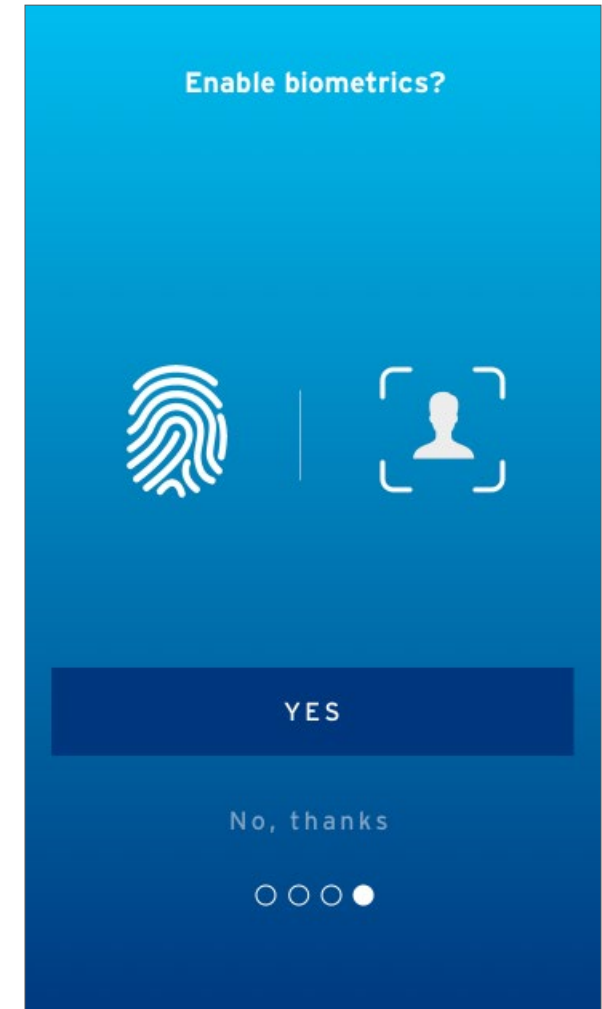 Enable biometrics?
YES
No, thanks